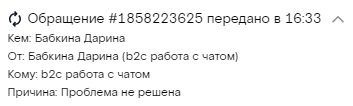 Обращение #1858223625 передано в 16:33
Кем: Бабкина Дарина
От: Бабкина Дарина (b2c работа с чатом)
Кому: b2c работа с чатом
Причина: Проблема не решена